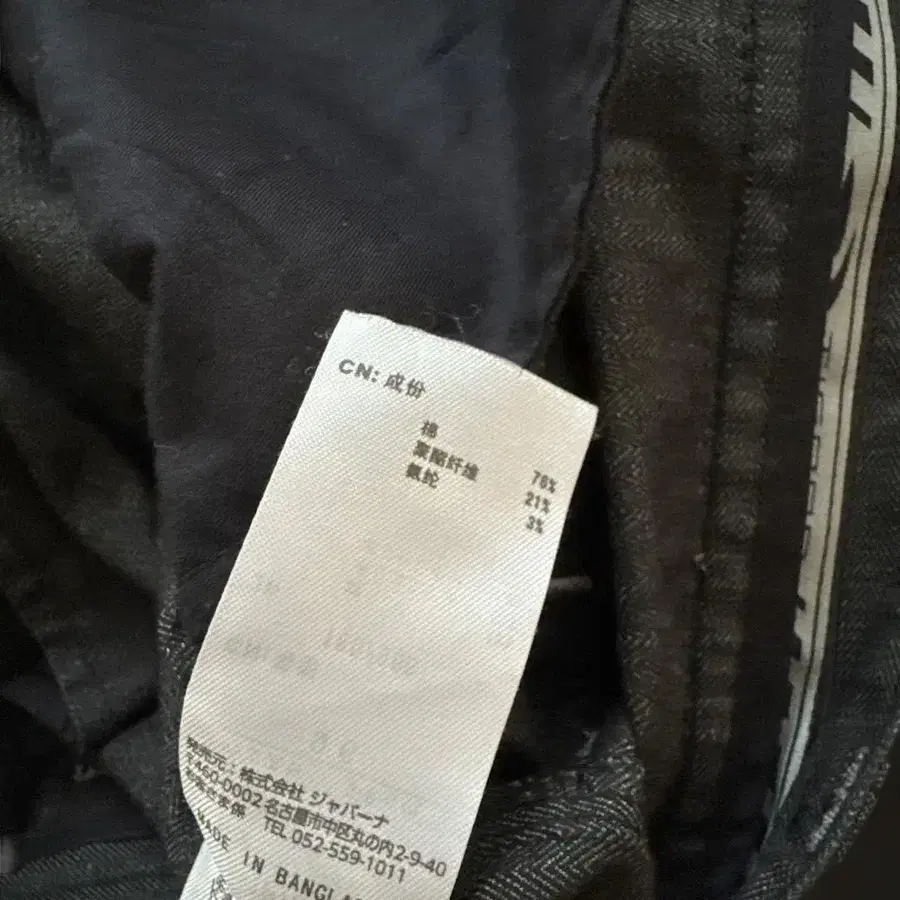 CN: 成份
棉 76%
聚酯纤维 21%
氨纶 3%
発売元: 株式会社 ジャバーナ
〒460-0002 名古屋市中区丸の内2-9-40
TEL 052-559-1011
MADE IN BANGLA